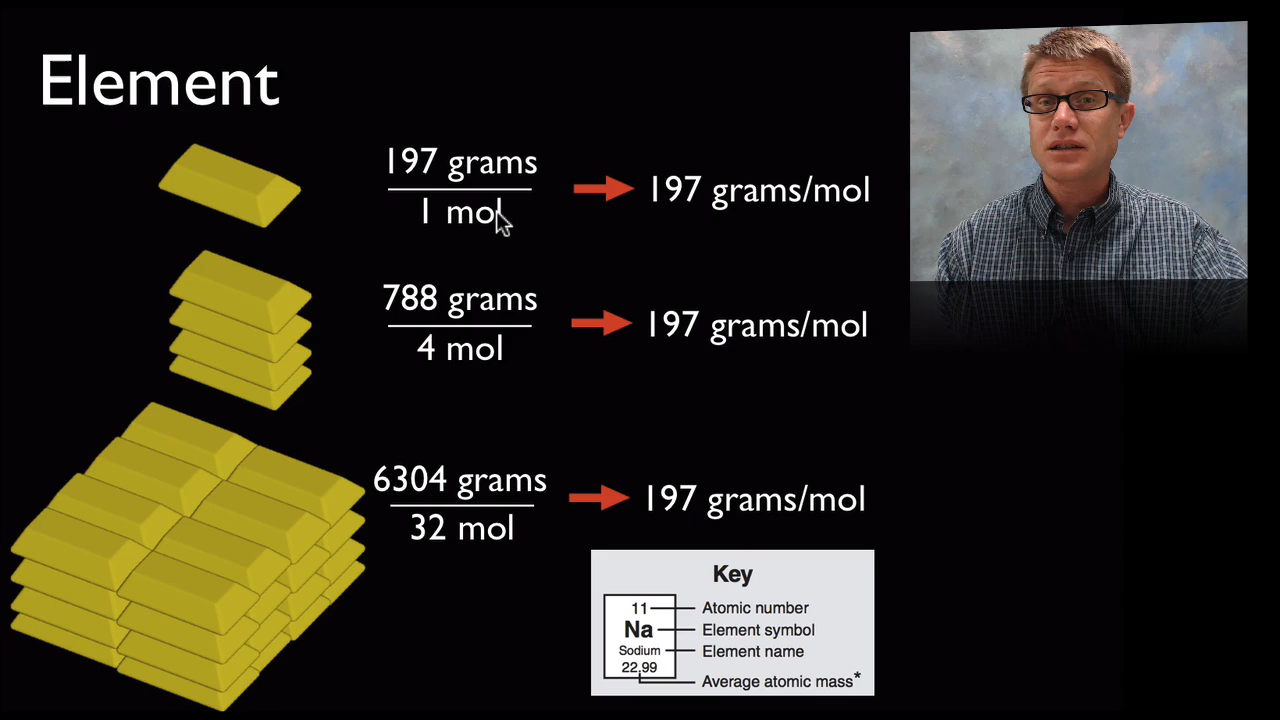 Element
197 grams
1 mol
197 grams/mol
788 grams
4 mol
197 grams/mol
6304 grams
32 mol
197 grams/mol
Key
11
Atomic number
Na
Element symbol
Sodium
Element name
22.99
Average atomic mass*